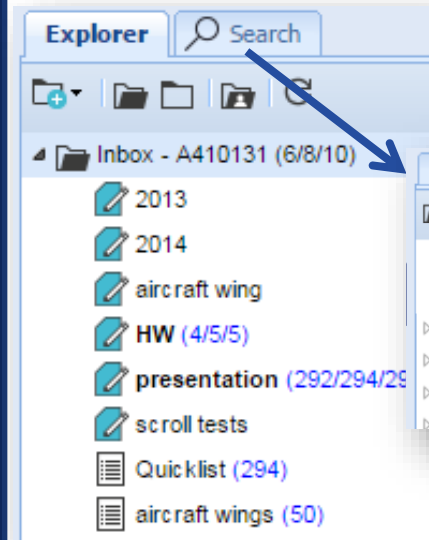 Explorer Search
Inbox - A410131 (6/8/10)
2013
2014
aircraft wing
HW (4/5/5)
presentation (292/294/29
scroll tests
Quicklist (294)
aircraft wings (50)